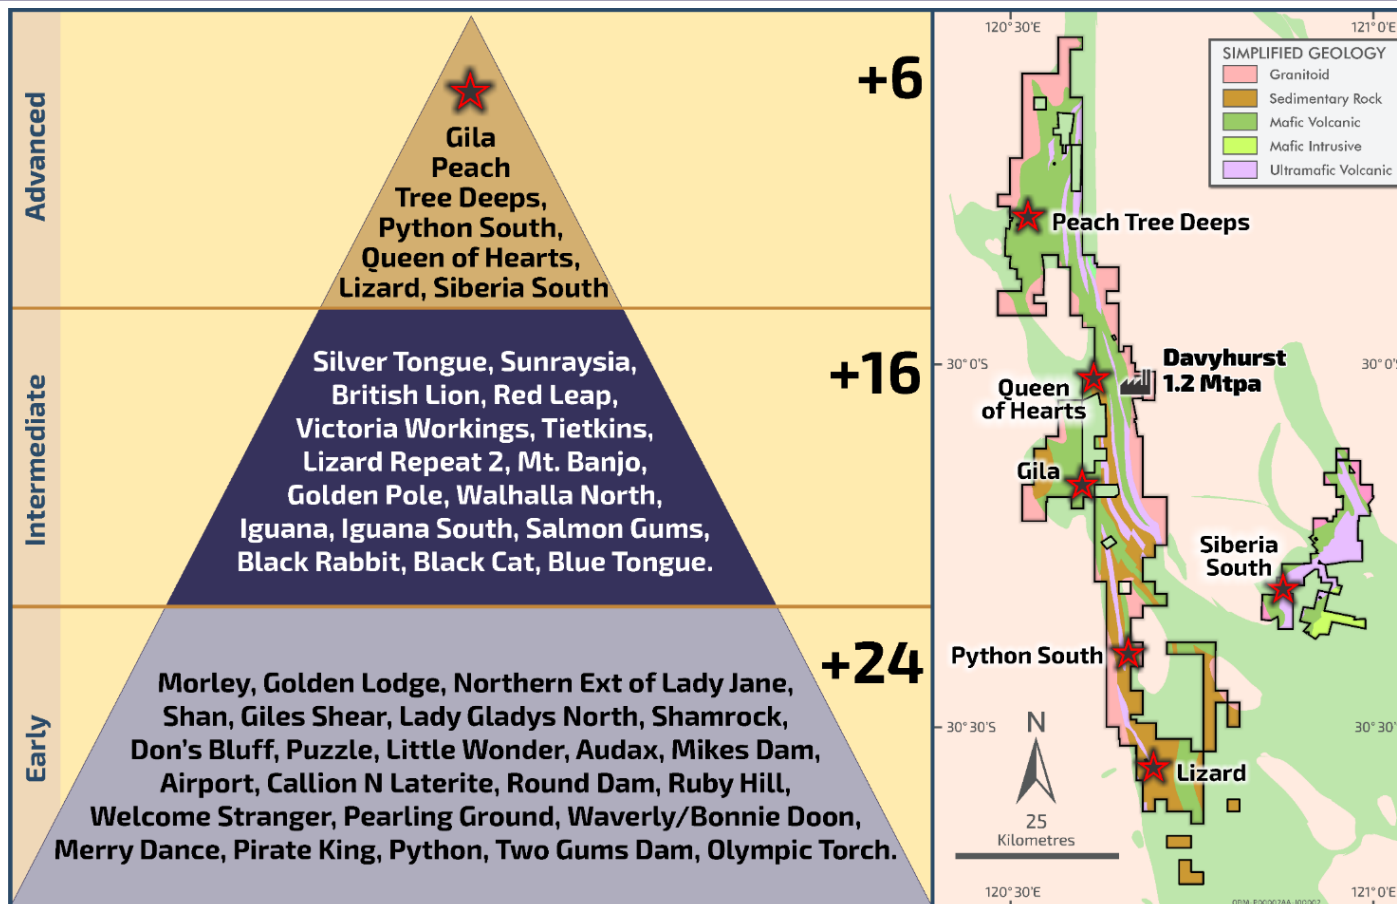 Advanced
+6
Gila
Peach
Tree Deeps,
Python South,
Queen of Hearts,
Lizard, Siberia South
Intermediate
+16
Silver Tongue, Sunraysia,
British Lion, Red Leap,
Victoria Workings, Tietkins,
Lizard Repeat 2, Mt. Banjo,
Golden Pole, Walhalla North,
Iguana, Iguana South, Salmon Gums,
Black Rabbit, Black Cat, Blue Tongue.
Early
+24
Morley, Golden Lodge, Northern Ext of Lady Jane,
Shan, Giles Shear, Lady Gladys North, Shamrock,
Don's Bluff, Puzzle, Little Wonder, Audax, Mikes Dam,
Airport, Callion N Laterite, Round Dam, Ruby Hill,
Welcome Stranger, Pearling Ground, Waverly/Bonnie Doon,
Merry Dance, Pirate King, Python, Two Gums Dam, Olympic Torch.
120°30'E
121°0'E
SIMPLIFIED GEOLOGY
Granitoid
Sedimentary Rock
Mafic Volcanic
Mafic Intrusive
Ultramafic Volcanic
Peach Tree Deeps
30°0'S
30°0'S
Davyhurst
1.2 Mtpa
Queen
of Hearts
Gila
Siberia
South
Python South
30°30'S
30°30'
N
Lizard
25
Kilometres
120°30'E
121°0'E